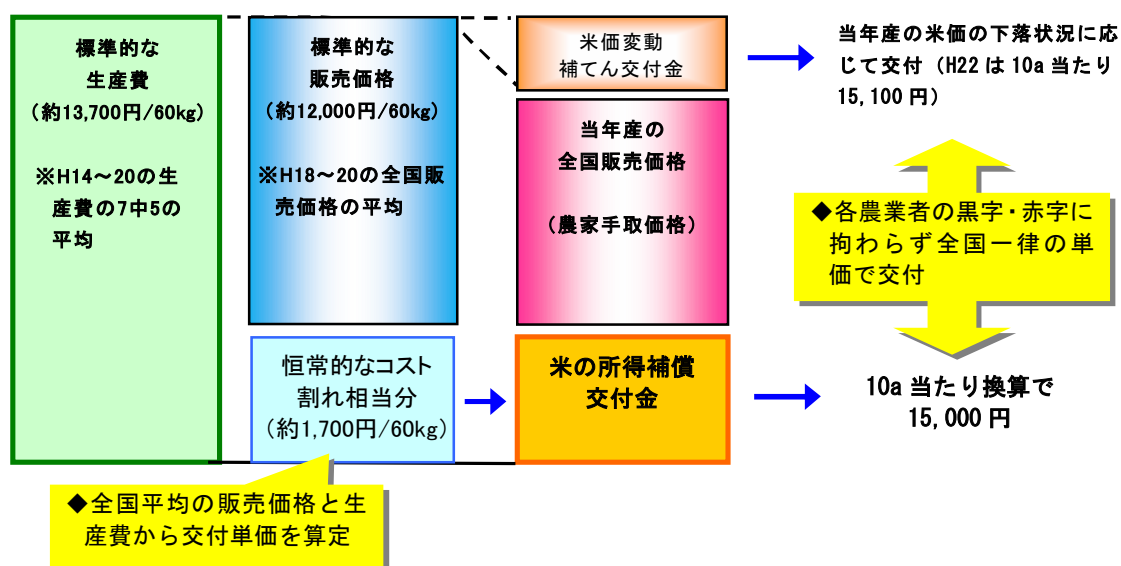 標準的な
生産費
（約13,700円/60kg）
※H14～20の生
産費の7中5の
平均
標準的な
販売価格
（約12,000円/60kg）
※H18～20の全国販
売価格の平均
恒常的なコスト
割れ相当分
（約1,700円/60kg）
◆全国平均の販売価格と生
産費から交付単価を算定
米価変動
補てん交付金
当年産の
全国販売価格
（農家手取価格）
米の所得補償
交付金
当年産の米価の下落状況に応
じて交付（H22は10a当たり
15,100円）
◆各農業者の黒字・赤字に
拘わらず全国一律の単
価で交付
10a当たり換算で
15,000円